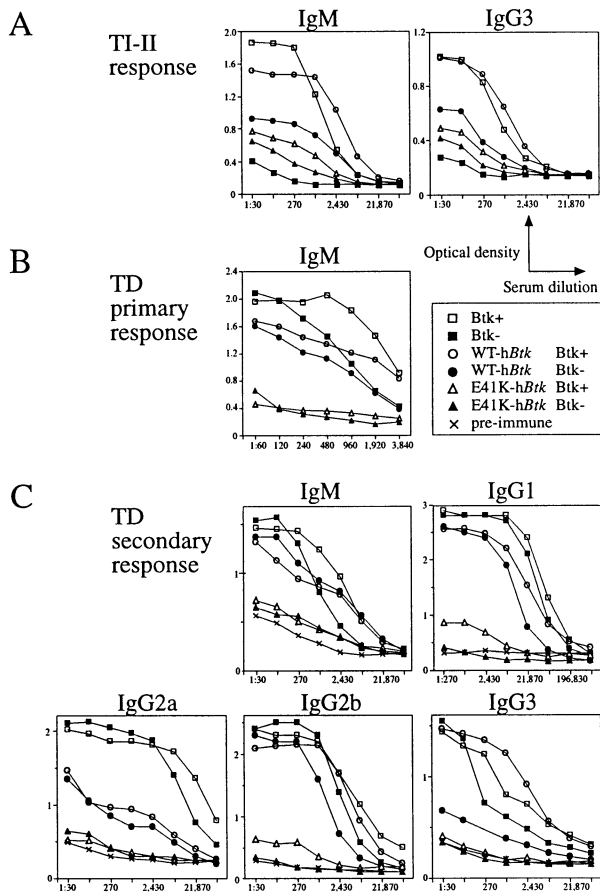 A
TI-II
response
IgM
IgG3
2.0
1.6
1.2
0.8
0.4
0
1:30 270 2,430 21,870
1.2
0.8
0.4
0
1:30 270 2,430 21,870
Optical density
Serum dilution
B
TD
primary
response
IgM
2.4
2.0
1.6
1.2
0.8
0.4
0
1:60 120 240 480 960 1,920 3,840
Btk+
Btk-
WT-hBtk Btk+
WT-hBtk Btk-
E41K-hBtk Btk+
E41K-hBtk Btk-
pre-immune
C
TD
secondary
response
IgM
IgG1
1
0
1:30 270 2,430 21,870
3
2
1
0
1:270 2,430 21,870 196,830
IgG2a
IgG2b
IgG3
2
1
0
1:30 270 2,430 21,870
2
1
0
1:30 270 2,430 21,870
1
0
1:30 270 2,430 21,870